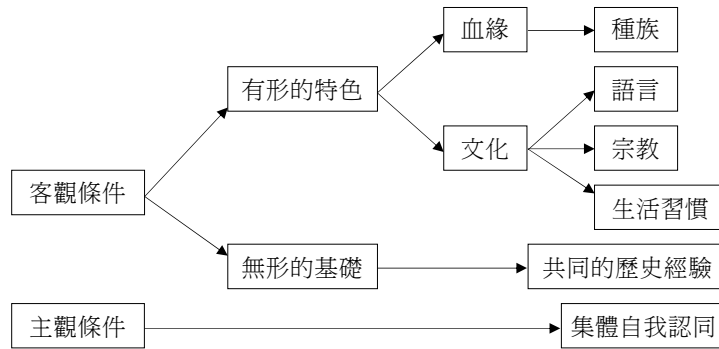 血緣
種族
有形的特色
語言
文化
宗教
客觀條件
生活習慣
無形的基礎
共同的歷史經驗
主觀條件
集體自我認同